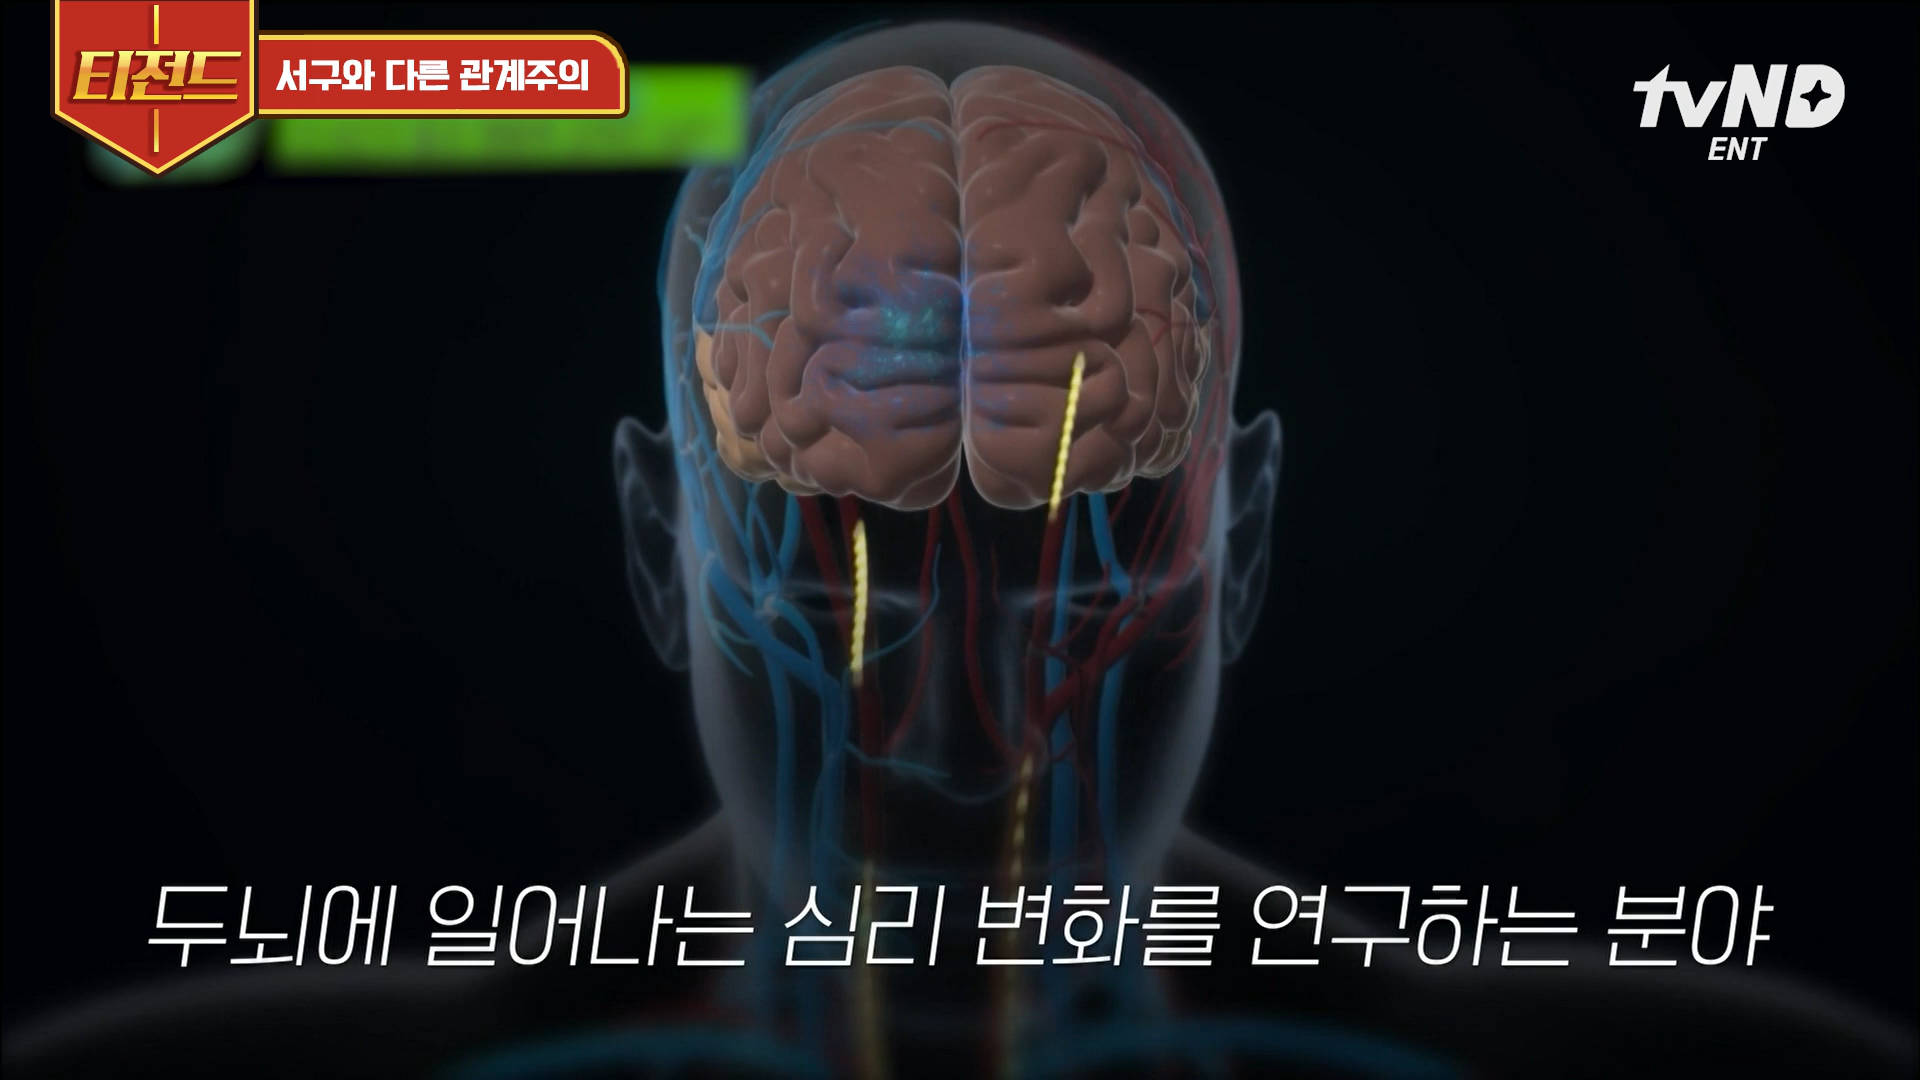 티전드
서구와 다른 관계주의
tvND
ENT
두뇌에 일어나는 심리 변화를 연구하는 분야